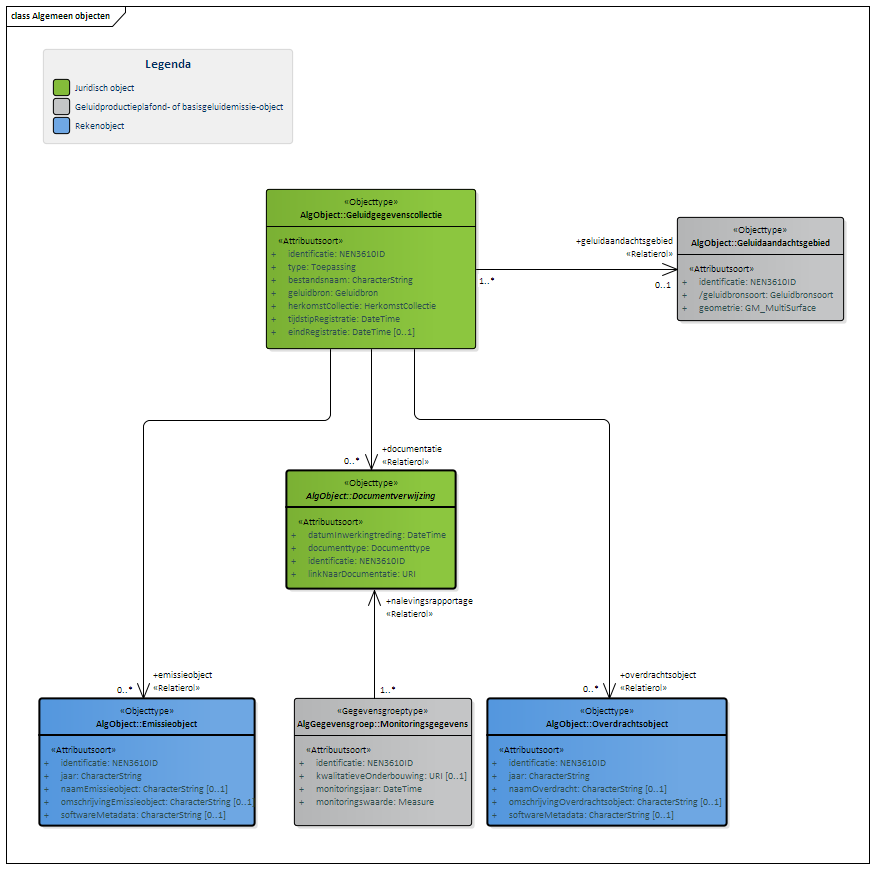 class Algemeen objecten
Legenda
Juridisch object
Geluidproductieplafond- of basisgeluidemissie-object
Rekenobject
«Objecttype»
AlgObject::Geluidgegevenscollectie
«Attribuutsoort»
+ identificatie: NEN3610ID
+ type: Toepassing
+ bestandsnaam: CharacterString
+ geluidbron: Geluidbron
+ herkomstCollectie: HerkomstCollectie
+ tijdstipRegistratie: DateTime
+ eindRegistratie: DateTime [0..1]
+geluidaandachtsgebied
«Relatierol»
1..*
0..1
«Objecttype»
AlgObject::Geluidaandachtsgebied
«Attribuutsoort»
+ identificatie: NEN3610ID
+ /geluidbronsoort: Geluidbronsoort
+ geometrie: GM_MultiSurface
+documentatie
0..*
«Relatierol»
«Objecttype»
AlgObject::Documentverwijzing
«Attribuutsoort»
+ datumInwerkingtreding: DateTime
+ documenttype: Documenttype
+ identificatie: NEN3610ID
+ linkNaarDocumentatie: URI
+nalevingsrapportage
«Relatierol»
1..*
+emissieobject
0..*
«Relatierol»
«Objecttype»
AlgObject::Emissieobject
«Attribuutsoort»
+ identificatie: NEN3610ID
+ jaar: CharacterString
+ naamEmissieobject: CharacterString [0..1]
+ omschrijvingEmissieobject: CharacterString [0..1]
+ softwareMetadata: CharacterString [0..1]
«Gegevensgroeptype»
AlgGegevensgroep::Monitoringsgegevens
«Attribuutsoort»
+ identificatie: NEN3610ID
+ kwalitatieveOnderbouwing: URI [0..1]
+ monitoringsjaar: DateTime
+ monitoringswaarde: Measure
+overdrachtsobject
0..*
«Relatierol»
«Objecttype»
AlgObject::Overdrachtsobject
«Attribuutsoort»
+ identificatie: NEN3610ID
+ jaar: CharacterString
+ naamOverdracht: CharacterString [0..1]
+ omschrijvingOverdrachtsobject: CharacterString [0..1]
+ softwareMetadata: CharacterString [0..1]